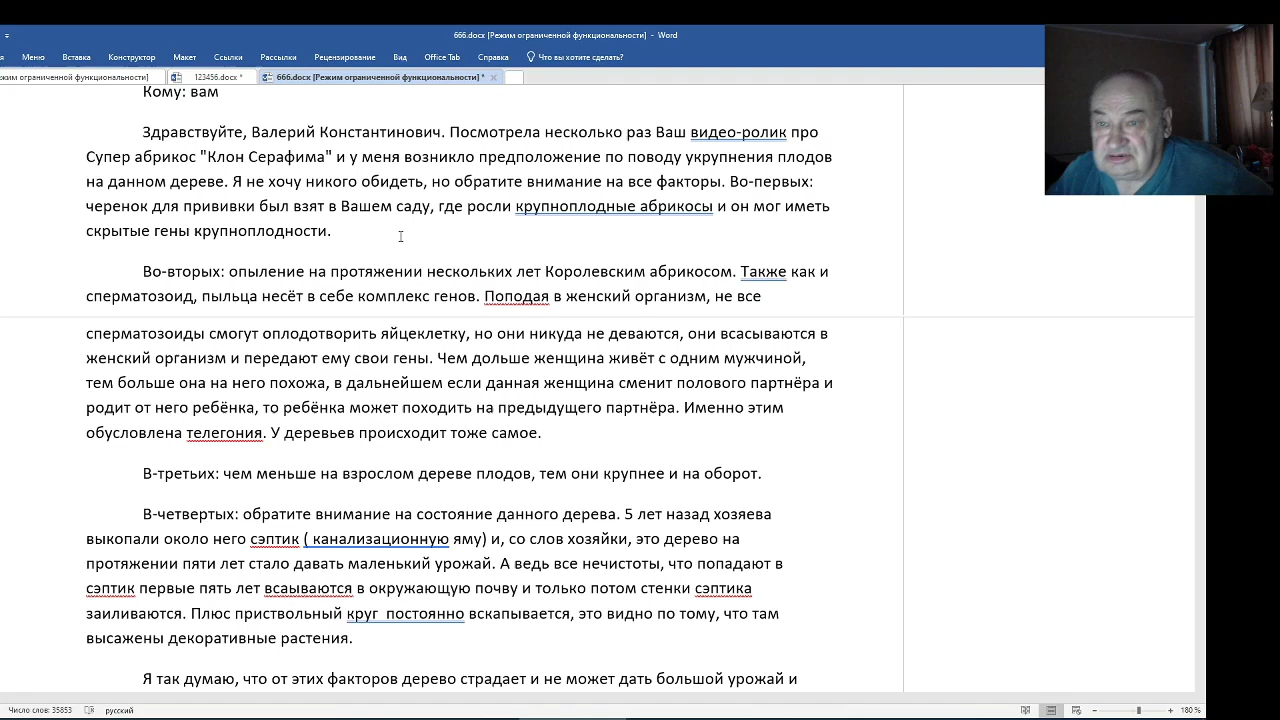 666.docx [Режим ограниченной функциональности] - Word
я Меню Вставка Конструктор Макет Ссылки Рассылки Рецензирование Вид Office Tab Справка Что вы хотите сделать?
жим ограниченной функциональности] 123456.docx * 666.docx [Режим ограниченной функциональности] *
Кому: вам
Здравствуйте, Валерий Константинович. Посмотрела несколько раз Ваш видео-ролик про
Супер абрикос "Клон Серафима" и у меня возникло предположение по поводу укрупнения плодов
на данном дереве. Я не хочу никого обидеть, но обратите внимание на все факторы. Во-первых:
черенок для прививки был взят в Вашем саду, где росли крупноплодные абрикосы и он мог иметь
скрытые гены крупноплодности.
Во-вторых: опыление на протяжении нескольких лет Королевским абрикосом. Также как и
сперматозоид, пыльца несёт в себе комплекс генов. Поподая в женский организм, не все
сперматозоиды смогут оплодотворить яйцеклетку, но они никуда не деваются, они всасываются в
женский организм и передают ему свои гены. Чем дольше женщина живёт с одним мужчиной,
тем больше она на него похожа, в дальнейшем если данная женщина сменит полового партнёра и
родит от него ребёнка, то ребёнка может походить на предыдущего партнёра. Именно этим
обусловлена телегония. У деревьев происходит тоже самое.
В-третьих: чем меньше на взрослом дереве плодов, тем они крупнее и на оборот.
В-четвертых: обратите внимание на состояние данного дерева. 5 лет назад хозяева
выкопали около него сэптик ( канализационную яму) и, со слов хозяйки, это дерево на
протяжении пяти лет стало давать маленький урожай. А ведь все нечистоты, что попадают в
сэптик первые пять лет всаываются в окружающую почву и только потом стенки сэптика
заиливаются. Плюс приствольный круг  постоянно вскапывается, это видно по тому, что там
высажены декоративные растения.
Я так думаю, что от этих факторов дерево страдает и не может дать большой урожай и
Число слов: 35853 русский 180 %